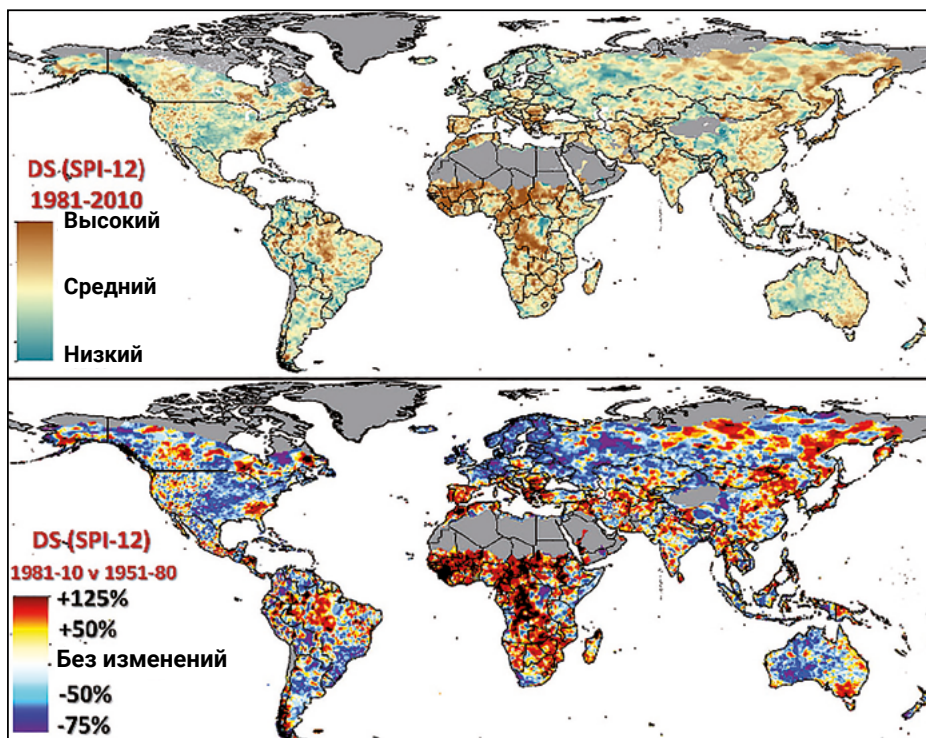 DS (SPI-12)
1981-2010
Высокий
Средний
Низкий
DS (SPI-12)
1981-10 v 1951-80
+125%
+50%
Без изменений
-50%
-75%